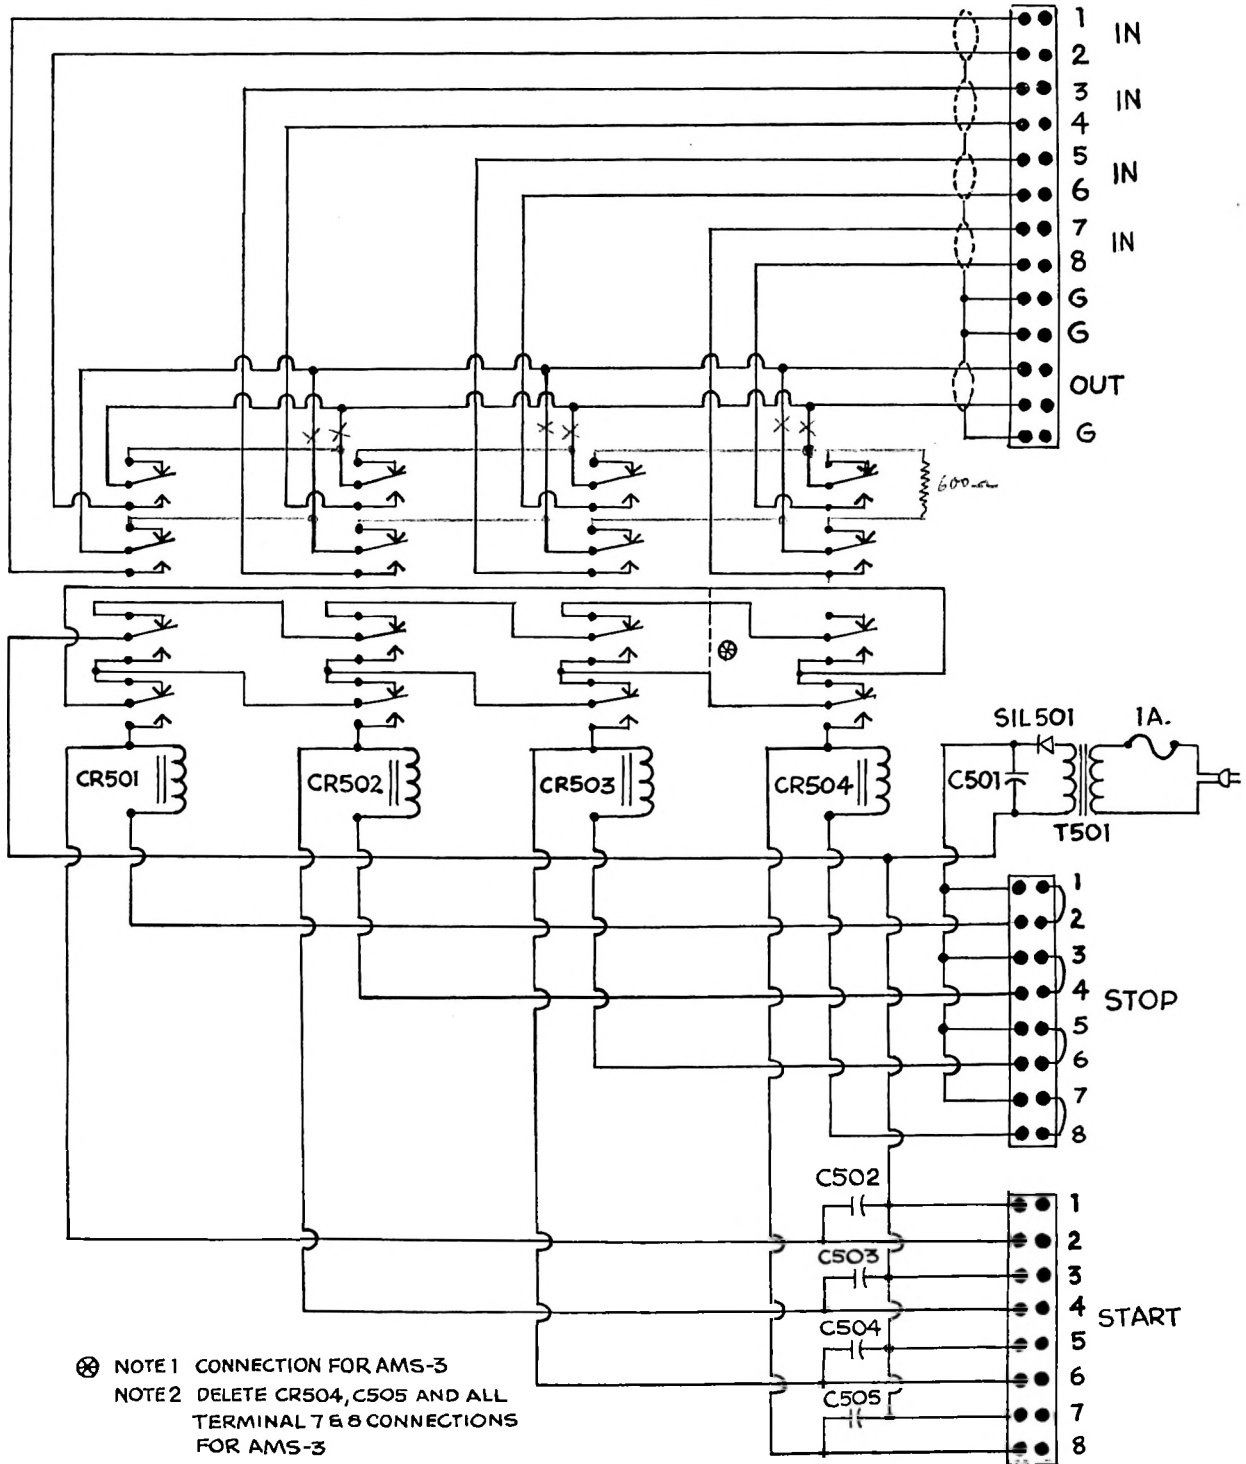 1 IN
2
3 IN
4
5 IN
6
7 IN
8
G
G
OUT
G
600
SIL501 1A.
CR501 CR502 CR503 CR504 C501
T501
1
2
3
4 STOP
5
6
7
8
C502
1
2
C503
3
4 START
C504
5
6
C505
7
8
NOTE 1 CONNECTION FOR AMS-3
NOTE 2 DELETE CR504, C505 AND ALL
TERMINAL 7 & 8 CONNECTIONS
FOR AMS-3